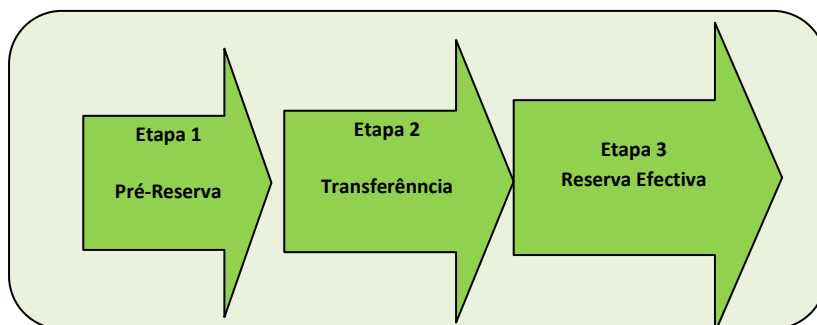 Etapa 1
Pré-Reserva
Etapa 2
Transferênncia
Etapa 3
Reserva Efectiva